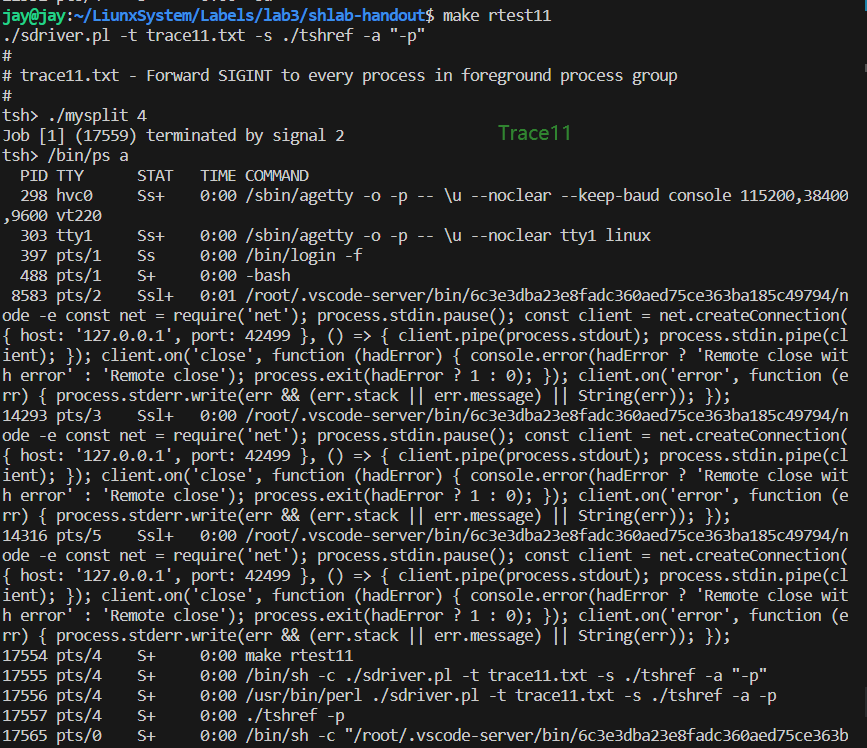 jay@jay:~/LiunxSystem/Labels/lab3/shlab-handout$ make rtest11
./sdriver.pl -t trace11.txt -s ./tshref -a "-p"
#
# trace11.txt - Forward SIGINT to every process in foreground process group
#
tsh> ./mysplit 4
Job [1] (17559) terminated by signal 2
Trace11
tsh> /bin/ps a
  PID TTY      STAT   TIME COMMAND
  298 hvc0     Ss+    0:00 /sbin/agetty -o -p -- \u --noclear --keep-baud console 115200,38400
,9600 vt220
  303 tty1     Ss+    0:00 /sbin/agetty -o -p -- \u --noclear tty1 linux
  397 pts/1    Ss     0:00 /bin/login -f
  488 pts/1    S+     0:00 -bash
 8583 pts/2    Ssl+   0:01 /root/.vscode-server/bin/6c3e3dba23e8fadc360aed75ce363ba185c49794/n
ode -e const net = require('net'); process.stdin.pause(); const client = net.createConnection(
{ host: '127.0.0.1', port: 42499 }, () => { client.pipe(process.stdout); process.stdin.pipe(cl
ient); }); client.on('close', function (hadError) { console.error(hadError ? 'Remote close wit
h error' : 'Remote close'); process.exit(hadError ? 1 : 0); }); client.on('error', function (e
rr) { process.stderr.write(err && (err.stack || err.message) || String(err)); });
14293 pts/3    Ssl+   0:00 /root/.vscode-server/bin/6c3e3dba23e8fadc360aed75ce363ba185c49794/n
ode -e const net = require('net'); process.stdin.pause(); const client = net.createConnection(
{ host: '127.0.0.1', port: 42499 }, () => { client.pipe(process.stdout); process.stdin.pipe(cl
ient); }); client.on('close', function (hadError) { console.error(hadError ? 'Remote close wit
h error' : 'Remote close'); process.exit(hadError ? 1 : 0); }); client.on('error', function (e
rr) { process.stderr.write(err && (err.stack || err.message) || String(err)); });
14316 pts/5    Ssl+   0:00 /root/.vscode-server/bin/6c3e3dba23e8fadc360aed75ce363ba185c49794/n
ode -e const net = require('net'); process.stdin.pause(); const client = net.createConnection(
{ host: '127.0.0.1', port: 42499 }, () => { client.pipe(process.stdout); process.stdin.pipe(cl
ient); }); client.on('close', function (hadError) { console.error(hadError ? 'Remote close wit
h error' : 'Remote close'); process.exit(hadError ? 1 : 0); }); client.on('error', function (e
rr) { process.stderr.write(err && (err.stack || err.message) || String(err)); });
17554 pts/4    S+     0:00 make rtest11
17555 pts/4    S+     0:00 /bin/sh -c ./sdriver.pl -t trace11.txt -s ./tshref -a "-p"
17556 pts/4    S+     0:00 /usr/bin/perl ./sdriver.pl -t trace11.txt -s ./tshref -a -p
17557 pts/4    S+     0:00 ./tshref -p
17565 pts/0    S+     0:00 /bin/sh -c "/root/.vscode-server/bin/6c3e3dba23e8fadc360aed75ce363b